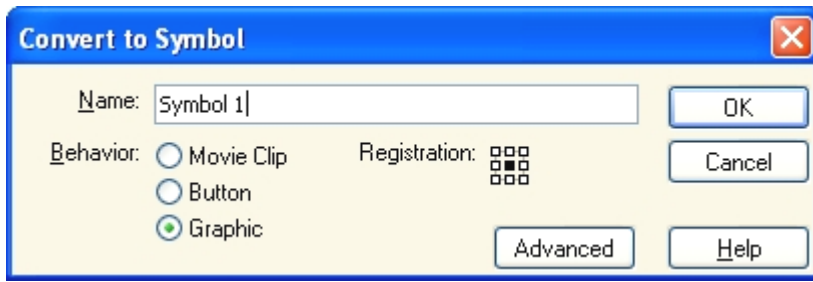 Convert to Symbol
Name: Symbol 1 OK
Behavior: Movie Clip Registration: Cancel
Button
Graphic
Advanced Help